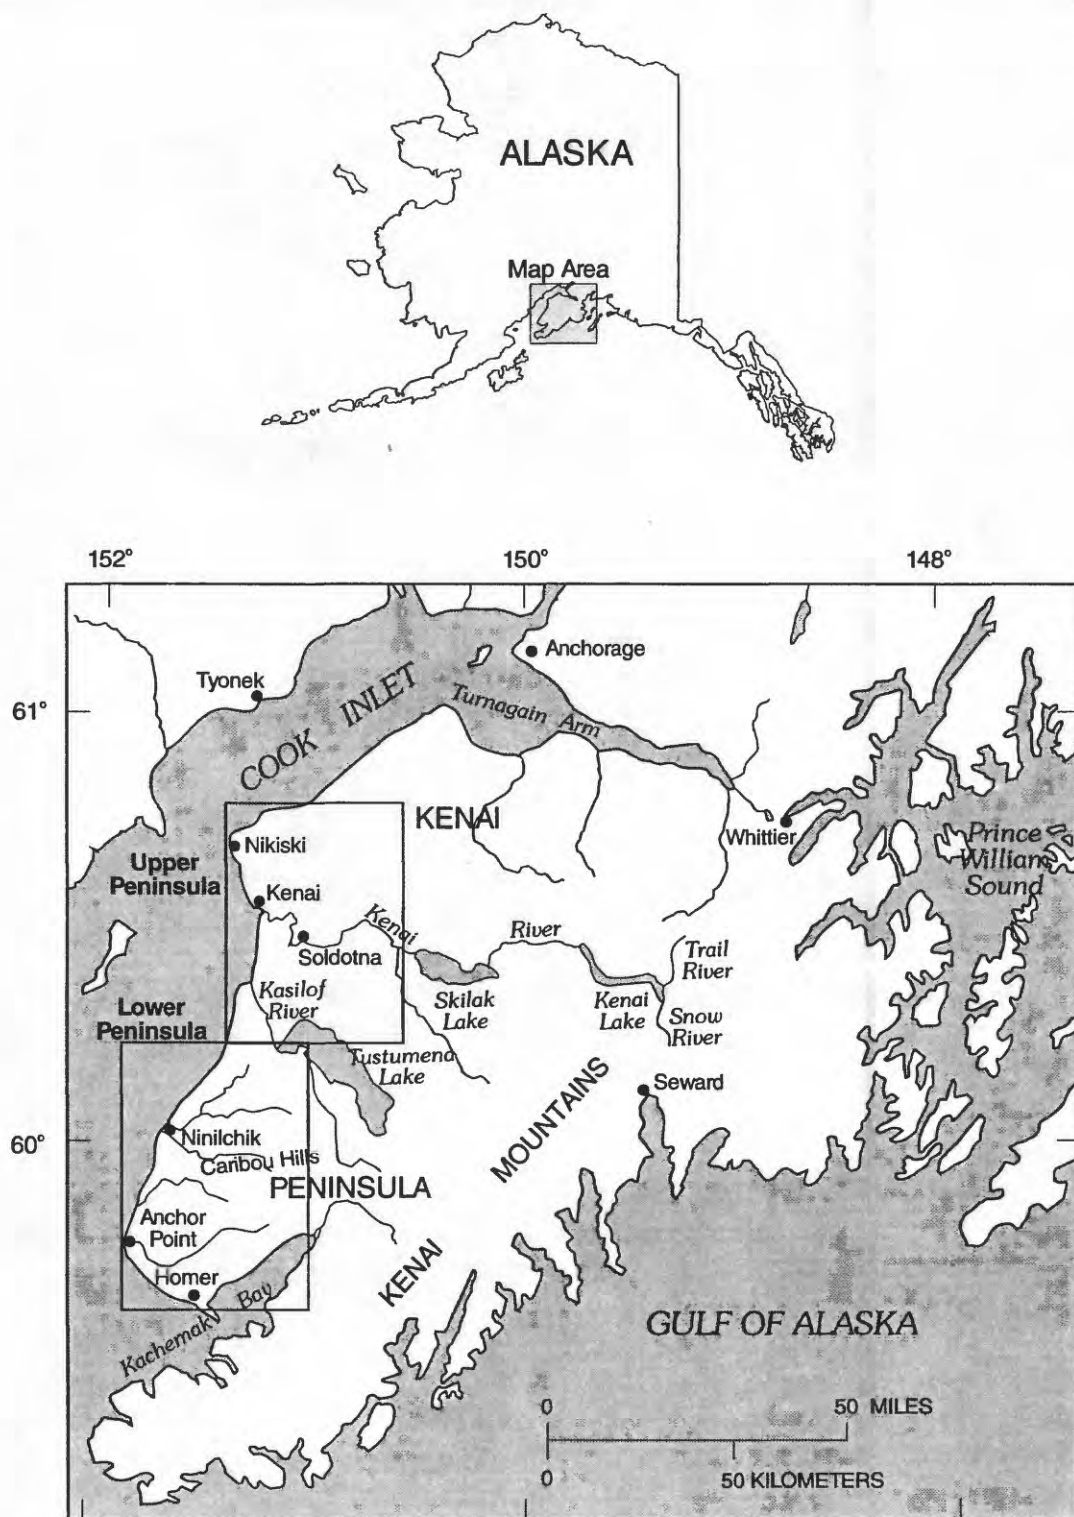 ALASKA
Map Area
152°
150°
148°
Anchorage
Tyonek
COOK INLET
Turnagain Arm
61°
KENAI
Whittier
Prince
William
Sound
Nikiski
Upper
Peninsula
Kenai
Kenai
River
Soldotna
Trail
River
Kasilof
River
Skilak
Lake
Kenai
Lake
Snow
River
Lower
Peninsula
Tustumena
Lake
Seward
MOUNTAINS
60°
Ninilchik
Caribou Hills
PENINSULA
Anchor
Point
KENAI
Homer
Kachemak Bay
GULF OF ALASKA
0
50 MILES
0
50 KILOMETERS